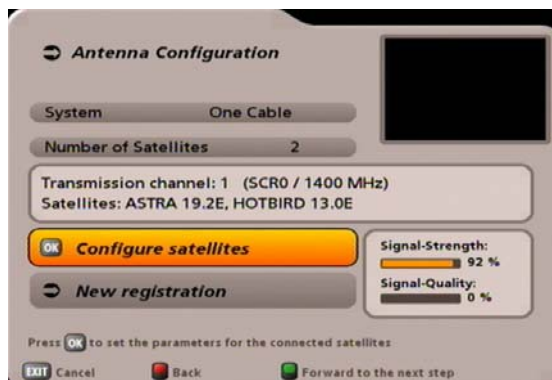 Antenna Configuration
System One Cable
Number of Satellites 2
Transmission channel: 1 (SCR0 / 1400 MHz)
Satellites: ASTRA 19.2E, HOTBIRD 13.0E
OK Configure satellites
New registration
Signal-Strength:
92 %
Signal-Quality:
0 %
Press OK to set the parameters for the connected satellites
EXIT Cancel Back Forward to the next step